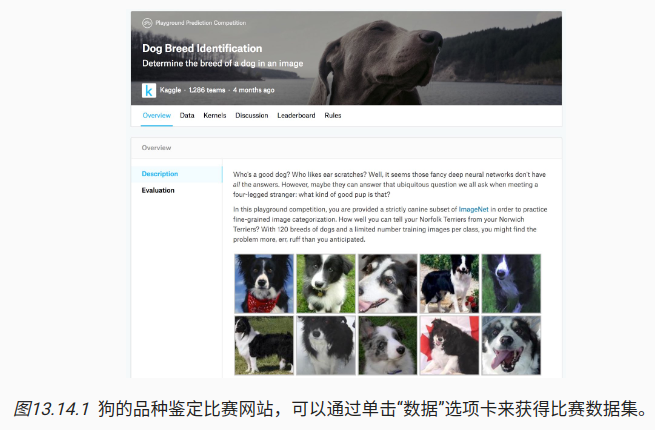 Playground Prediction Competition
Dog Breed Identification
Determine the breed of a dog in an image
k
Kaggle · 1,286 teams · 4 months ago
Overview Data Kernels Discussion Leaderboard Rules
Overview
Description
Evaluation
Who's a good dog? Who likes ear scratches? Well, it seems those fancy deep neural networks don't have
all the answers. However, maybe they can answer that ubiquitous question we all ask when meeting a
four-legged stranger: what kind of good pup is that?
In this playground competition, you are provided a strictly canine subset of ImageNet in order to practice
fine-grained image categorization. How well you can tell your Norfolk Terriers from your Norwich
Terriers? With 120 breeds of dogs and a limited number training images per class, you might find the
problem more, err, ruff than you anticipated.
图13.14.1 狗的品种鉴定比赛网站，可以通过单击“数据”选项卡来获得比赛数据集。